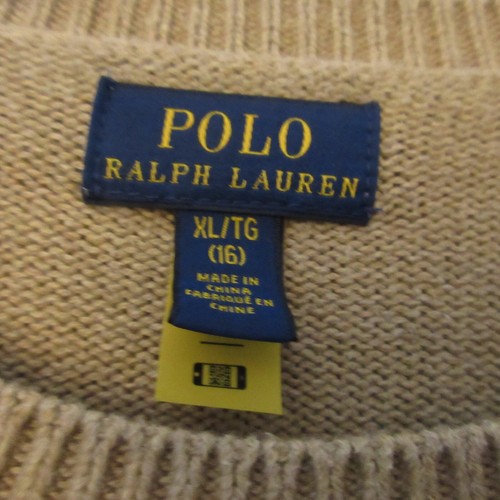 POLO
RALPH LAUREN
XL/TG
(16)
MADE IN
CHINA
FABRIQUÉ EN
CHINE